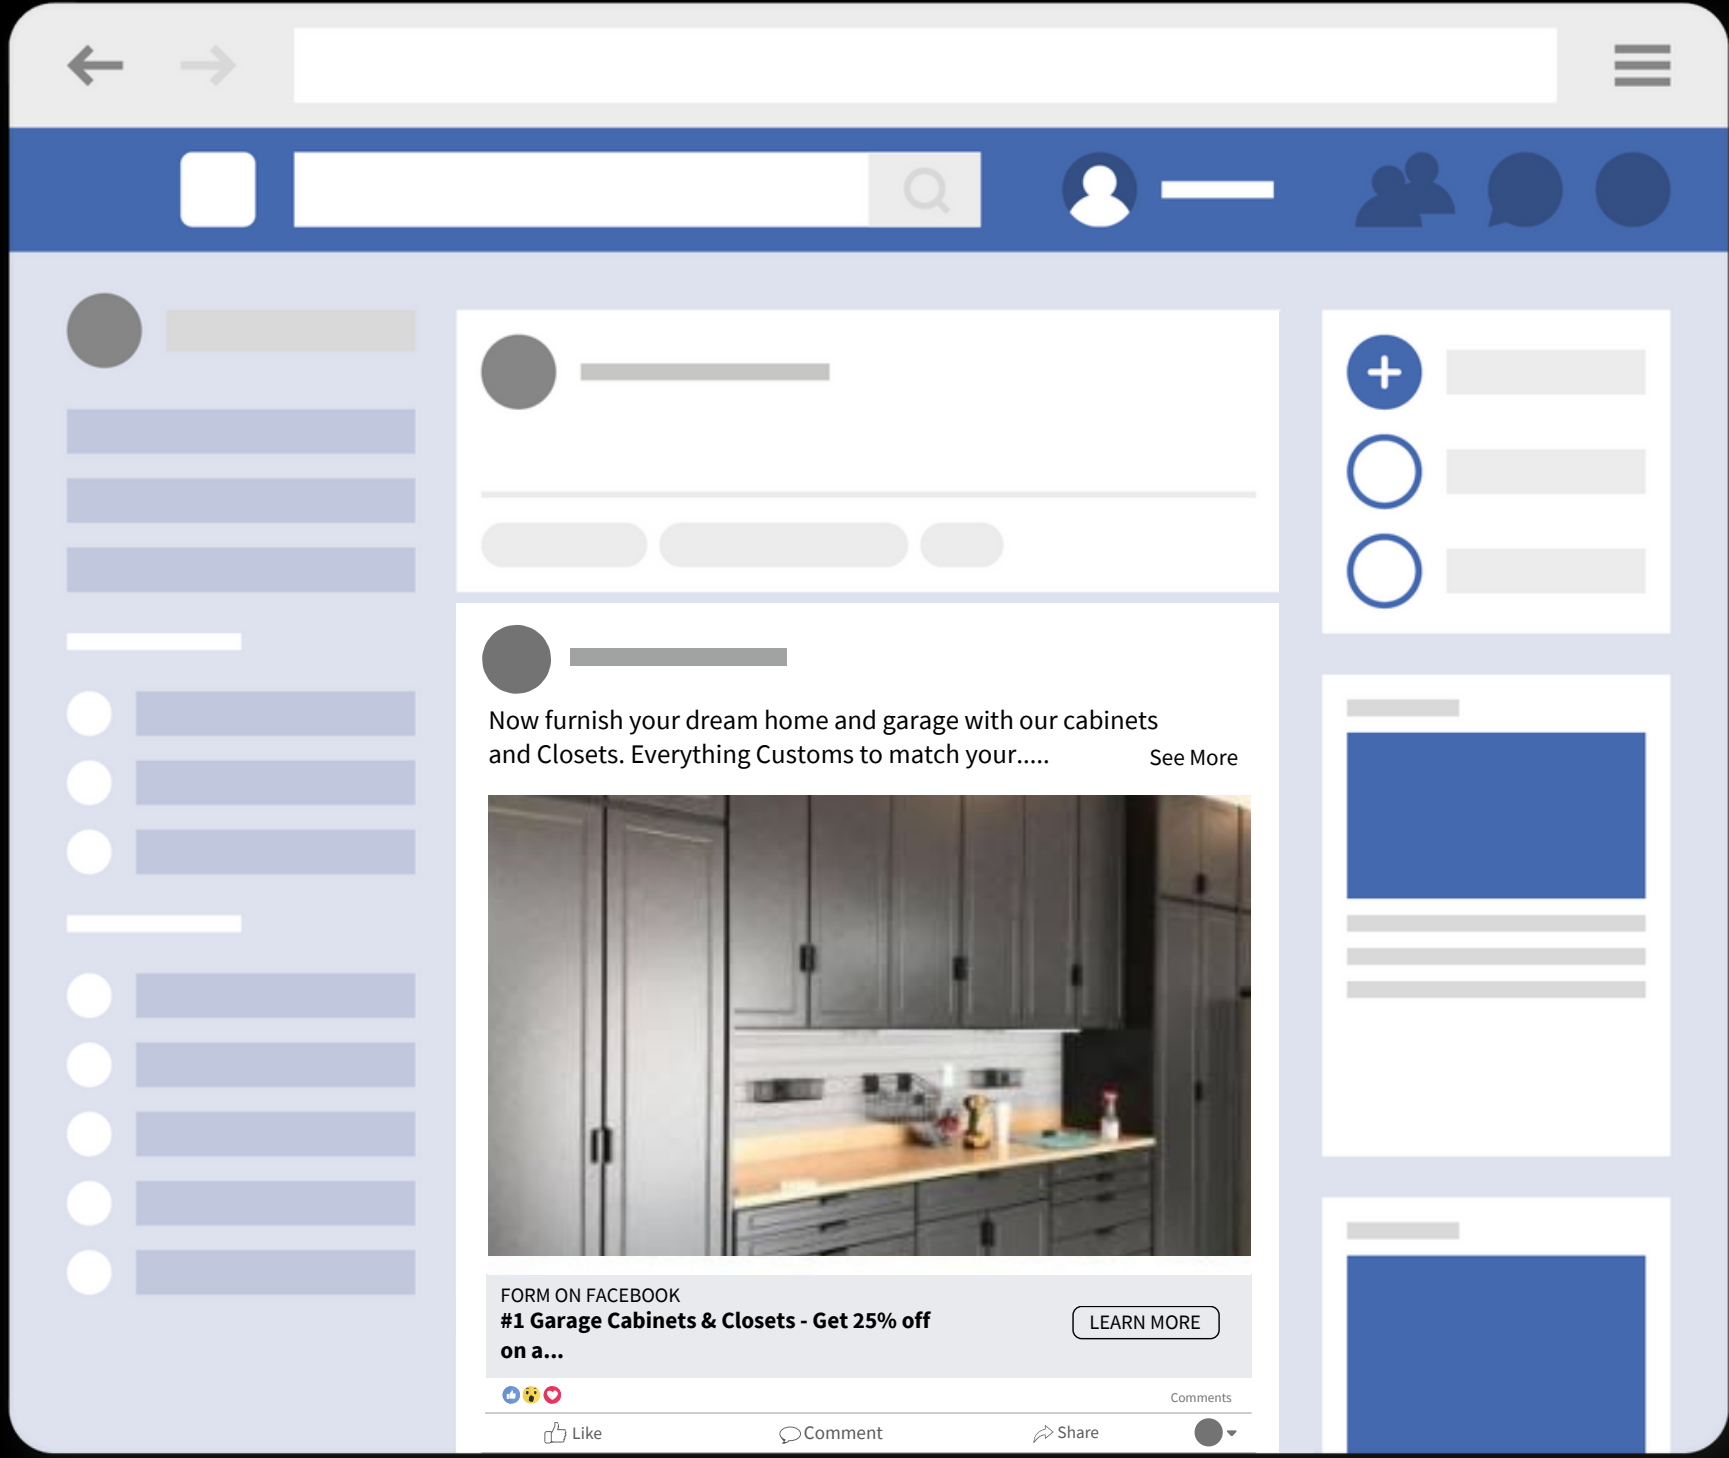 Now furnish your dream home and garage with our cabinets
and Closets. Everything Customs to match your.....
See More
FORM ON FACEBOOK
#1 Garage Cabinets & Closets - Get 25% off
on a...
LEARN MORE
Comments
Like
Comment
Share